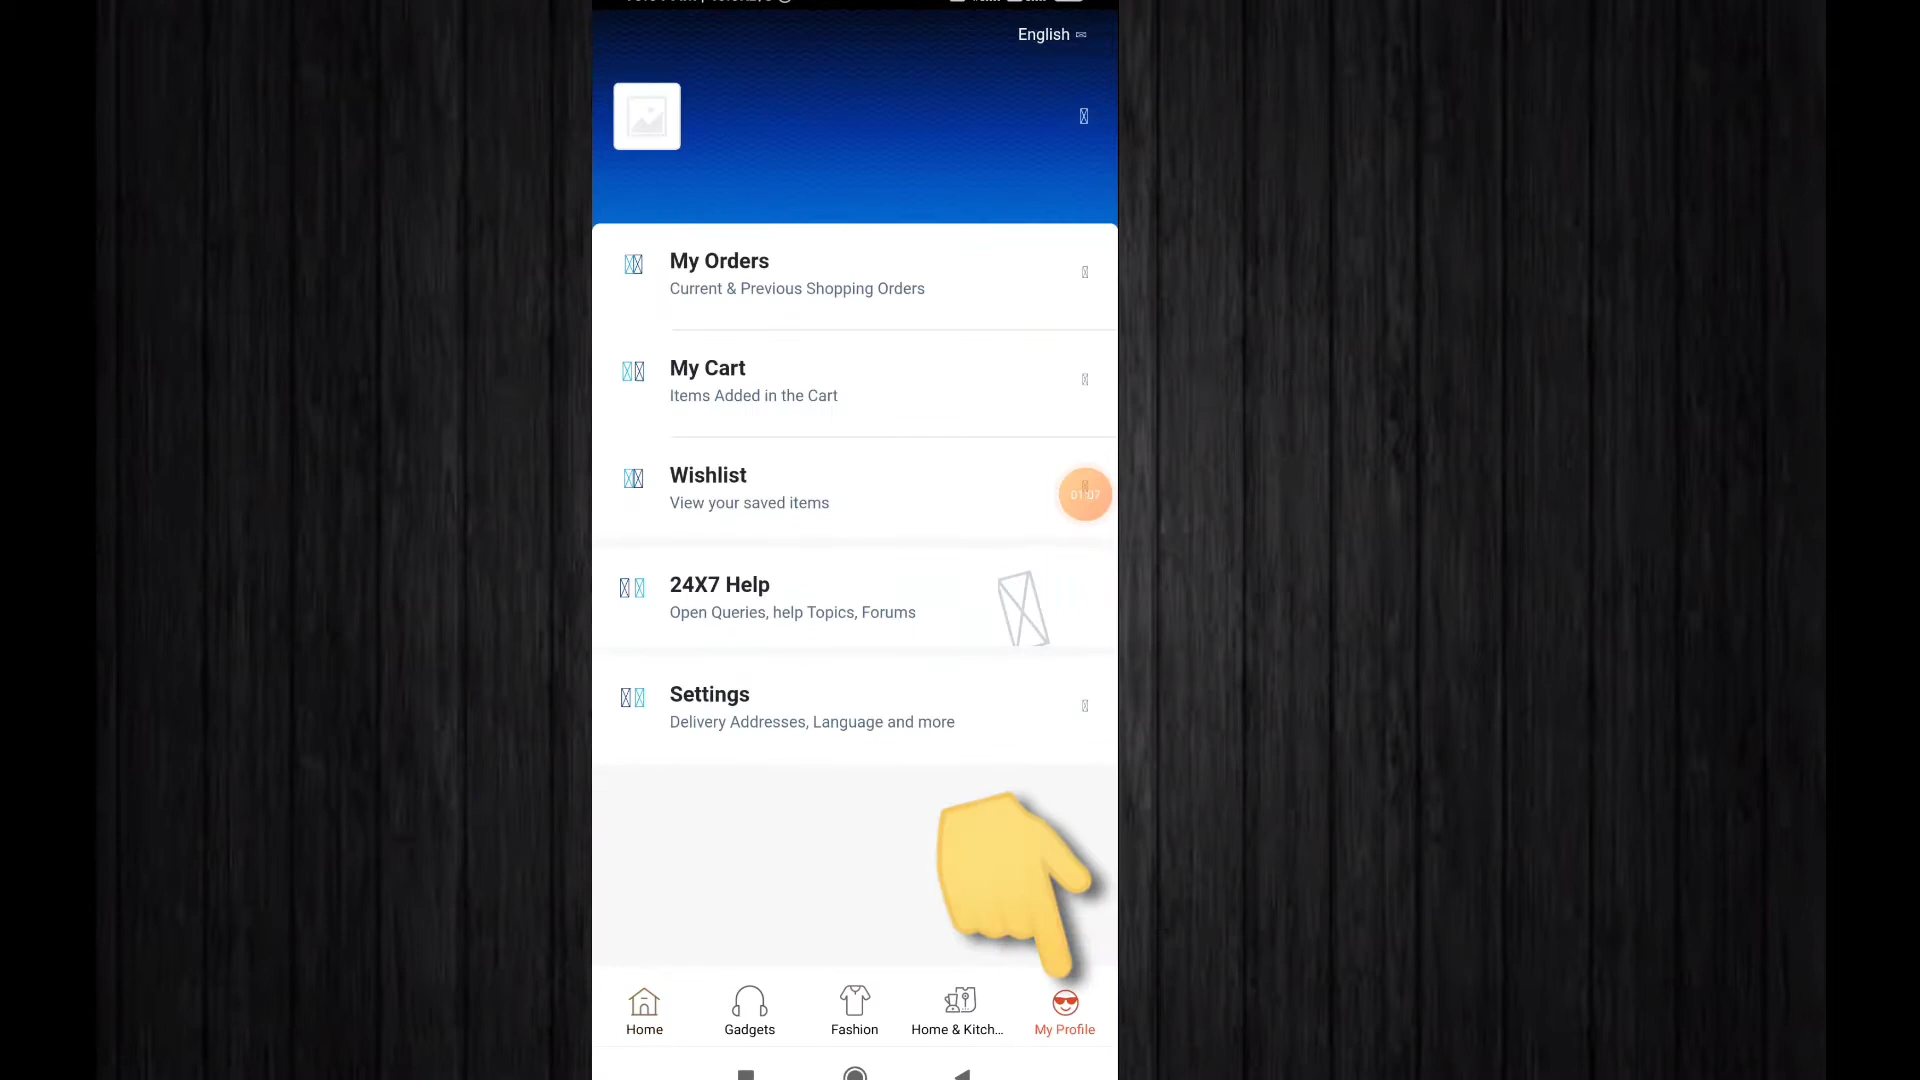 English
My Orders
Current & Previous Shopping Orders
My Cart
Items Added in the Cart
Wishlist
View your saved items
01:07
24X7 Help
Open Queries, help Topics, Forums
Settings
Delivery Addresses, Language and more
Home
Gadgets
Fashion
Home & Kitch...
My Profile